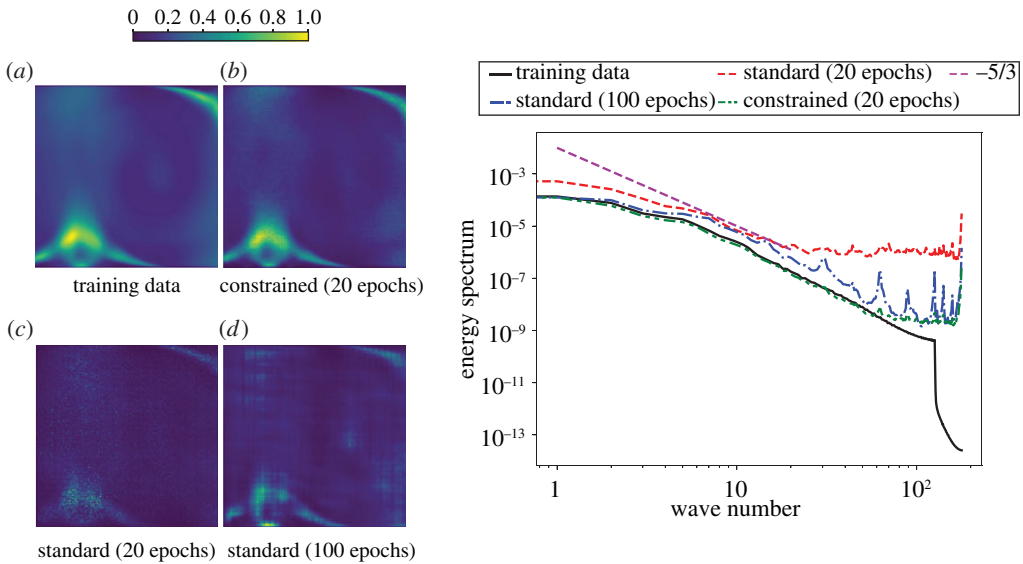 0 0.2 0.4 0.6 0.8 1.0
(a) (b)
training data constrained (20 epochs)
(c) (d)
standard (20 epochs) standard (100 epochs)
training data standard (20 epochs) −5/3
standard (100 epochs) constrained (20 epochs)
energy spectrum
10⁻³
10⁻⁵
10⁻⁷
10⁻⁹
10⁻¹¹
10⁻¹³
1 10 10²
wave number